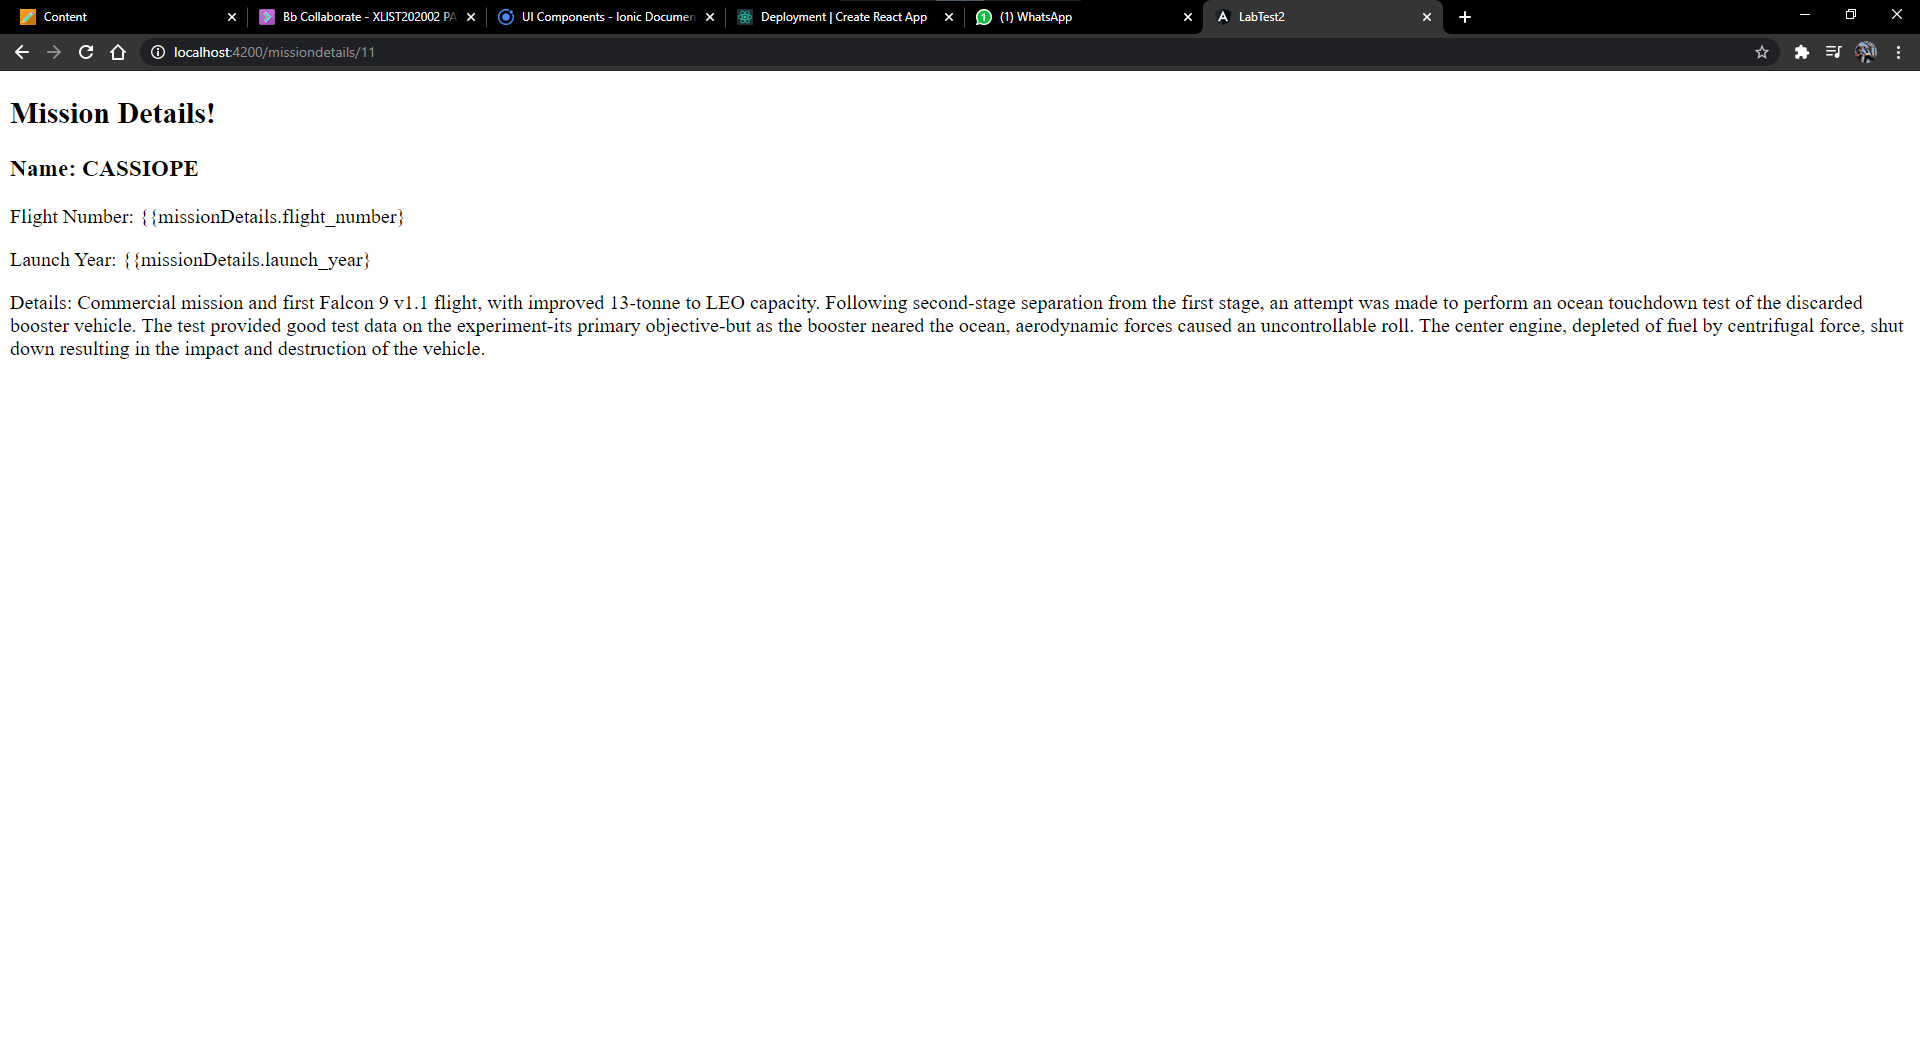 Content
Bb Collaborate - XLIST202002 PA
UI Components - Ionic Documen
Deployment | Create React App
1 (1) WhatsApp
A LabTest2
localhost:4200/missiondetails/11
Mission Details!
Name: CASSIOPE
Flight Number: {{missionDetails.flight_number}
Launch Year: {{missionDetails.launch_year}
Details: Commercial mission and first Falcon 9 v1.1 flight, with improved 13-tonne to LEO capacity. Following second-stage separation from the first stage, an attempt was made to perform an ocean touchdown test of the discarded
booster vehicle. The test provided good test data on the experiment-its primary objective-but as the booster neared the ocean, aerodynamic forces caused an uncontrollable roll. The center engine, depleted of fuel by centrifugal force, shut
down resulting in the impact and destruction of the vehicle.